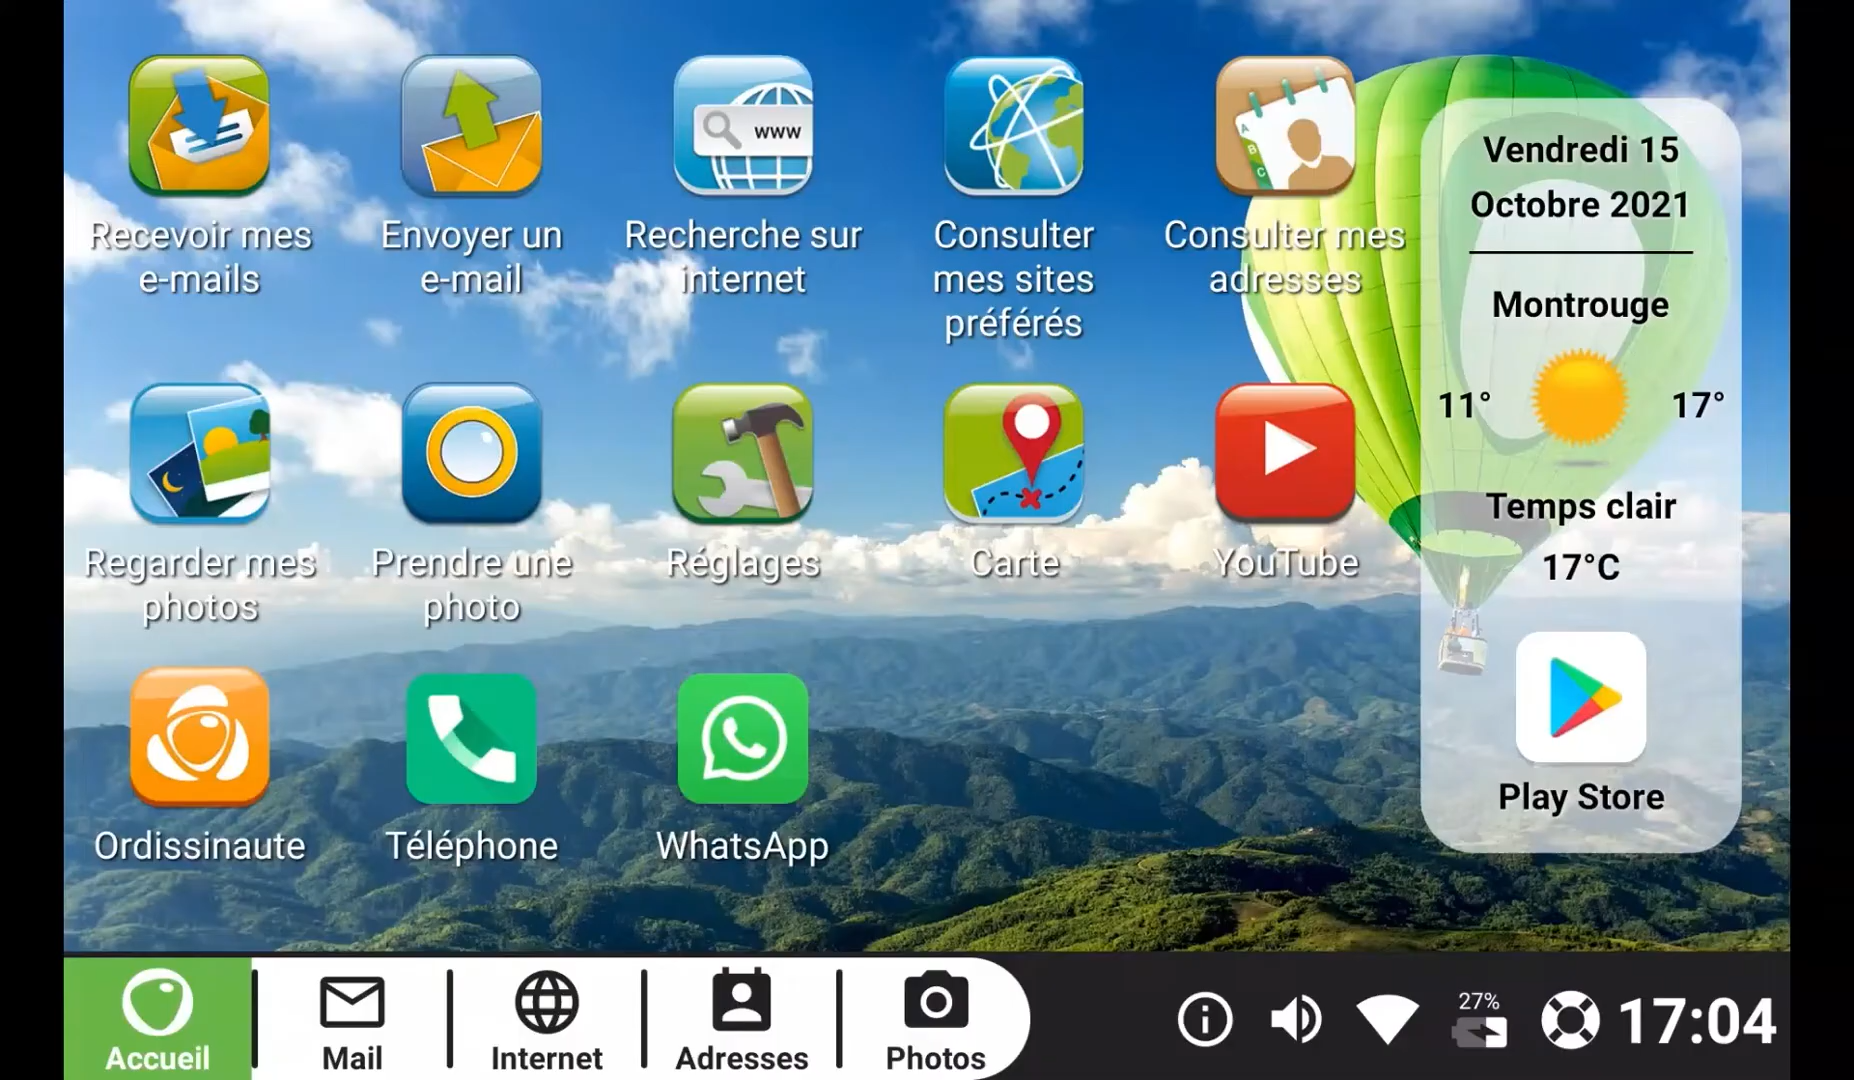 www
A
B
C
Recevoir mes
e-mails
Envoyer un
e-mail
Recherche sur
internet
Consulter
mes sites
préférés
Consulter mes
adresses
Regarder mes
photos
Prendre une
photo
Réglages
Carte
YouTube
Ordissinaute
Téléphone
WhatsApp
Vendredi 15
Octobre 2021
Montrouge
11°
17°
Temps clair
17°C
Play Store
Accueil
Mail
Internet
Adresses
Photos
27%
17:04